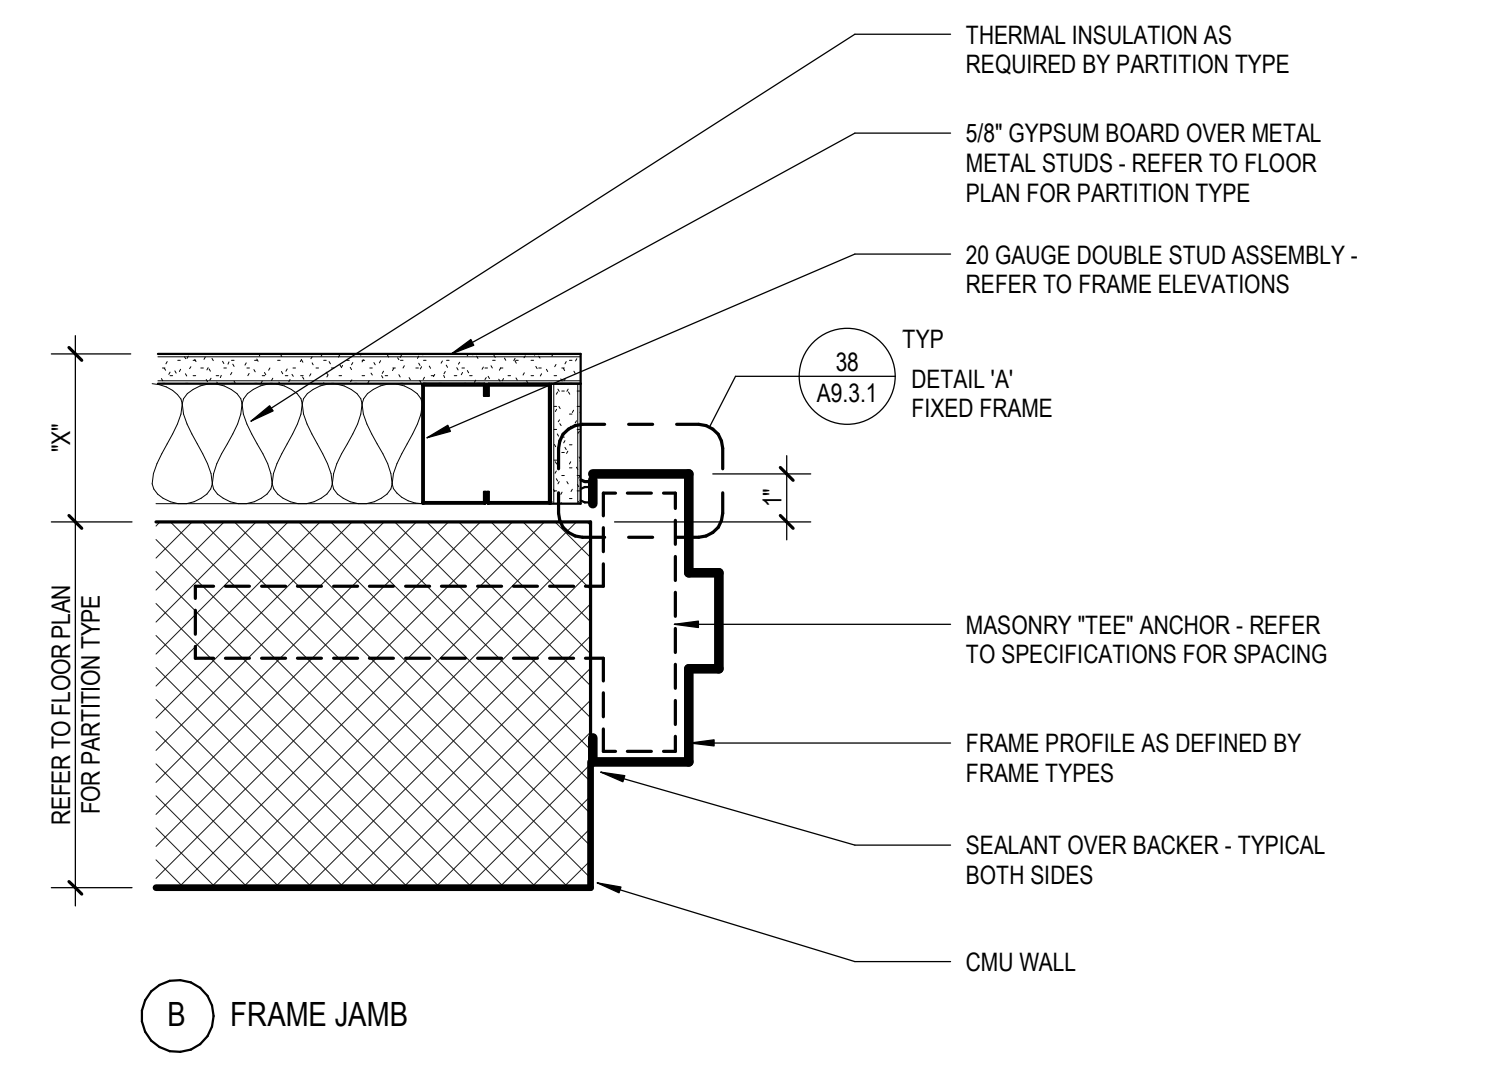 THERMAL INSULATION AS
REQUIRED BY PARTITION TYPE
5/8" GYPSUM BOARD OVER METAL
METAL STUDS - REFER TO FLOOR
PLAN FOR PARTITION TYPE
20 GAUGE DOUBLE STUD ASSEMBLY -
REFER TO FRAME ELEVATIONS
38
A9.3.1
TYP
DETAIL 'A'
FIXED FRAME
"X"
1"
REFER TO FLOOR PLAN
FOR PARTITION TYPE
MASONRY "TEE" ANCHOR - REFER
TO SPECIFICATIONS FOR SPACING
FRAME PROFILE AS DEFINED BY
FRAME TYPES
SEALANT OVER BACKER - TYPICAL
BOTH SIDES
CMU WALL
B
FRAME JAMB